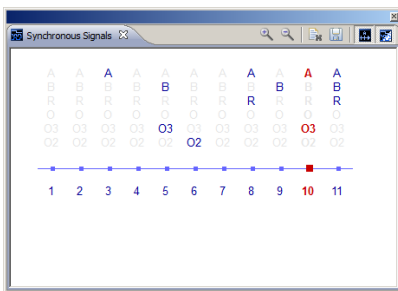 Synchronous Signals
A A A A A A A A A A A
B B B B B B B B B B B
R R R R R R R R R R R
O O O O O O O O O O O
O3 O3 O3 O3 O3 O3 O3 O3 O3 O3 O3
O2 O2 O2 O2 O2 O2 O2 O2 O2 O2 O2
1 2 3 4 5 6 7 8 9 10 11